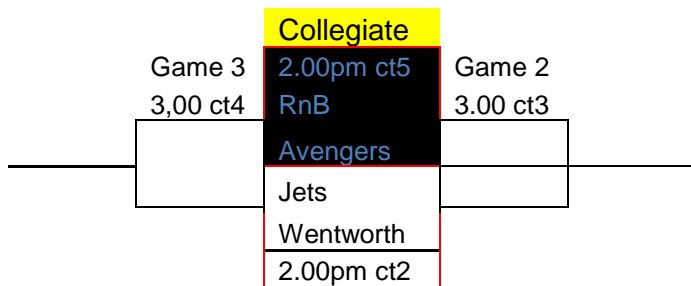 Collegiate
Game 3 2.00pm ct5 Game 2
3,00 ct4 RnB 3.00 ct3
Avengers
Jets
Wentworth
2.00pm ct2